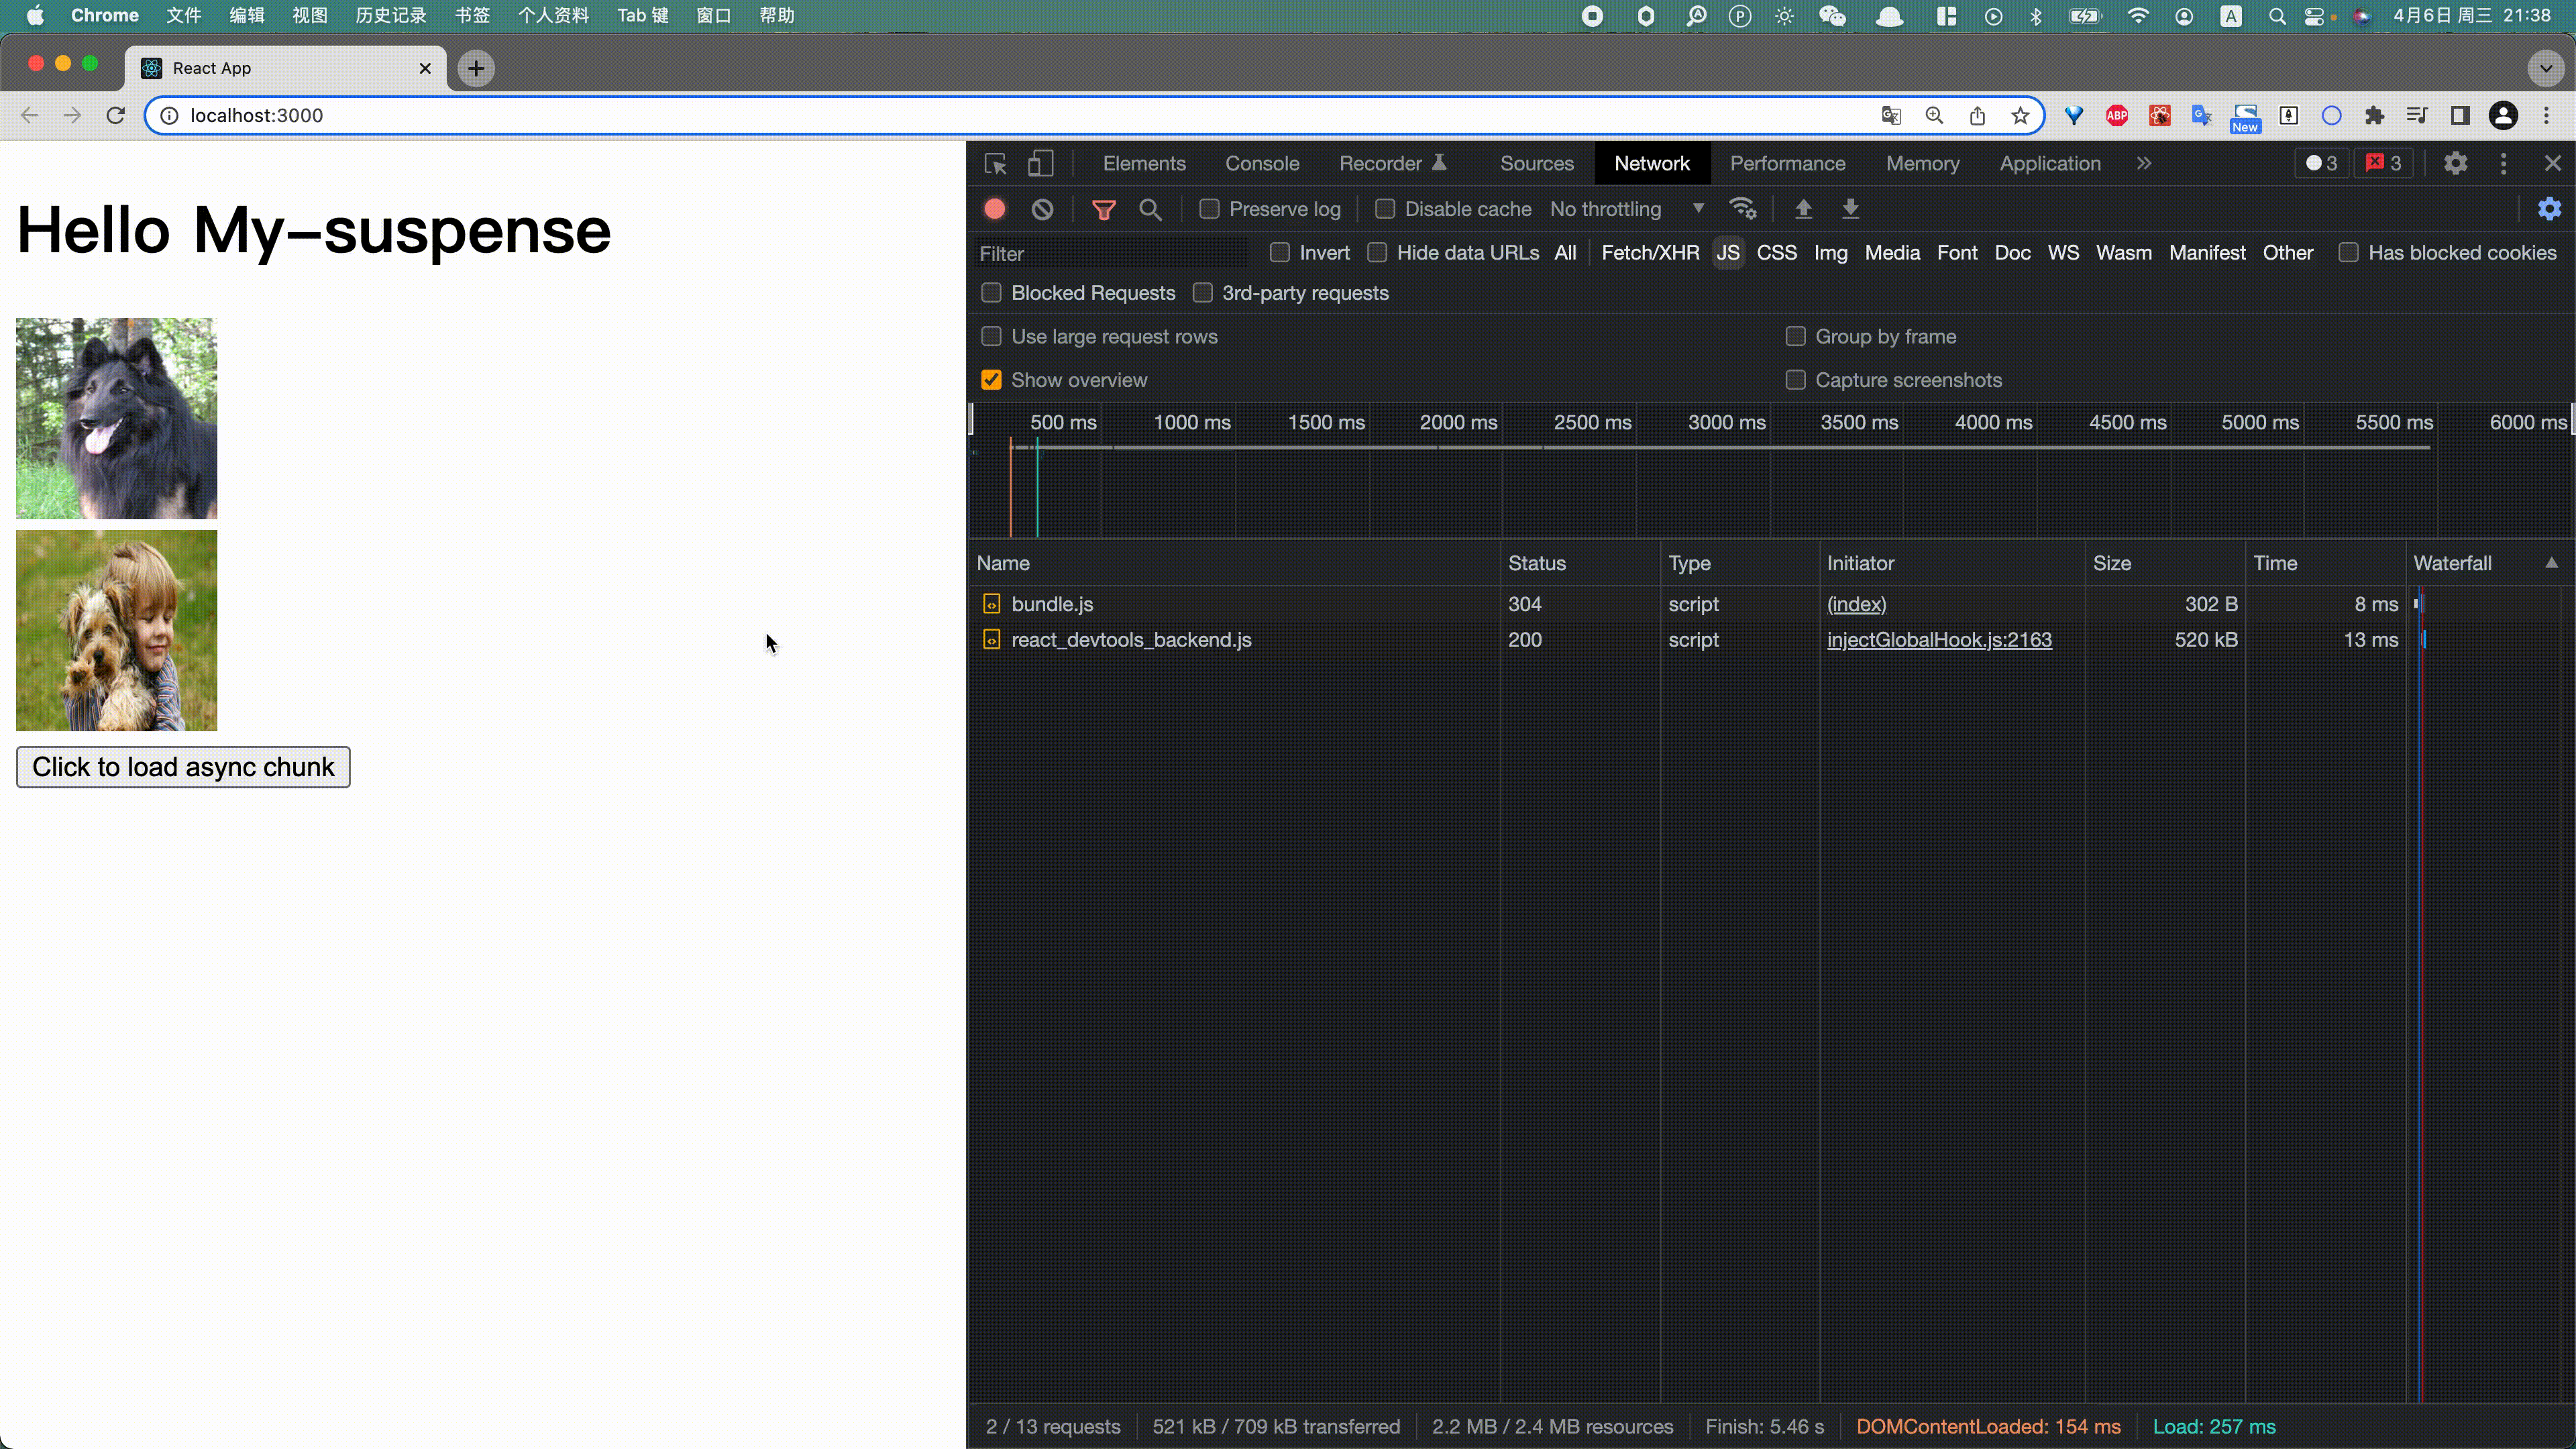 Chrome 文件 编辑 视图 历史记录 书签 个人资料 Tab 键 窗口 帮助 A 4月6日 周三 21:38
React App
localhost:3000 ABP New
Elements Console Recorder Sources Network Performance Memory Application 3 3
Preserve log Disable cache No throttling
Filter Invert Hide data URLs All Fetch/XHR JS CSS Img Media Font Doc WS Wasm Manifest Other Has blocked cookies
Blocked Requests 3rd-party requests
Use large request rows Group by frame
Show overview Capture screenshots
500 ms 1000 ms 1500 ms 2000 ms 2500 ms 3000 ms 3500 ms 4000 ms 4500 ms 5000 ms 5500 ms 6000 ms
Name Status Type Initiator Size Time Waterfall
bundle.js 304 script (index) 302 B 8 ms
react_devtools_backend.js 200 script injectGlobalHook.js:2163 520 kB 13 ms
2 / 13 requests 521 kB / 709 kB transferred 2.2 MB / 2.4 MB resources Finish: 5.46 s DOMContentLoaded: 154 ms Load: 257 ms
Hello My-suspense
Click to load async chunk